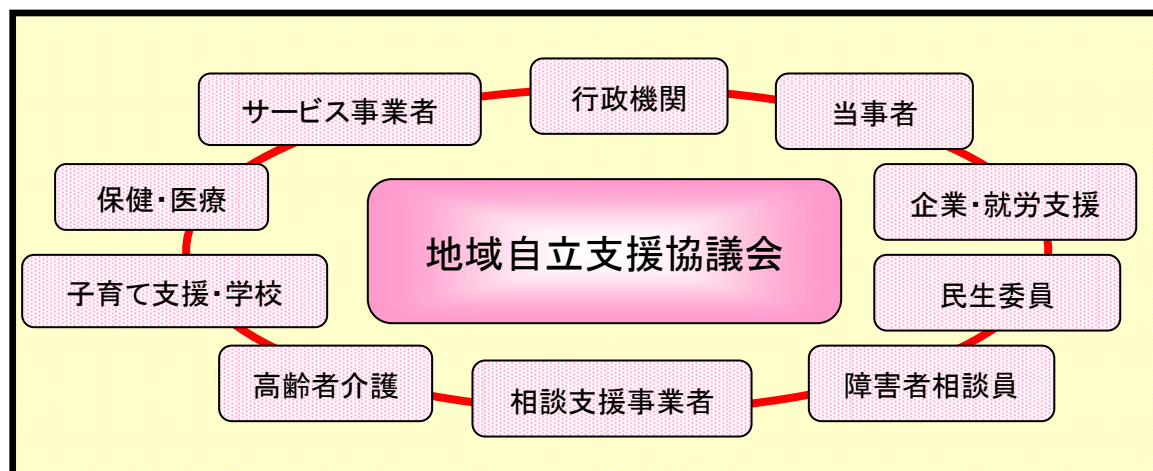 行政機関
サービス事業者
当事者
保健・医療
企業・就労支援
地域自立支援協議会
子育て支援・学校
民生委員
高齢者介護
相談支援事業者
障害者相談員